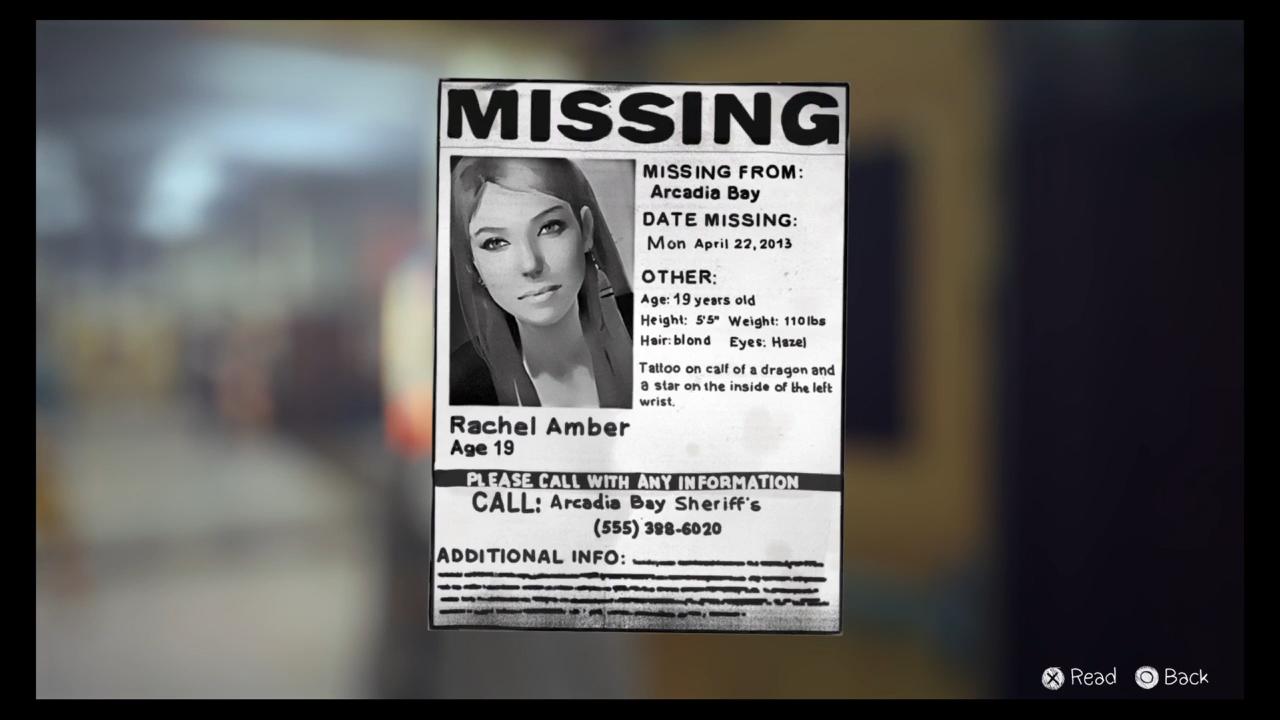 MISSING
MISSING FROM:
Arcadia Bay
DATE MISSING:
Mon April 22, 2013
OTHER:
Age: 19 years old
Height: 5'5" Weight: 110lbs
Hair: blond Eyes: Hazel
Tattoo on calf of a dragon and
a star on the inside of the left
wrist.
Rachel Amber
Age 19
PLEASE CALL WITH ANY INFORMATION
CALL: Arcadia Bay Sheriff's
(555) 398-6020
ADDITIONAL INFO:
Read
Back